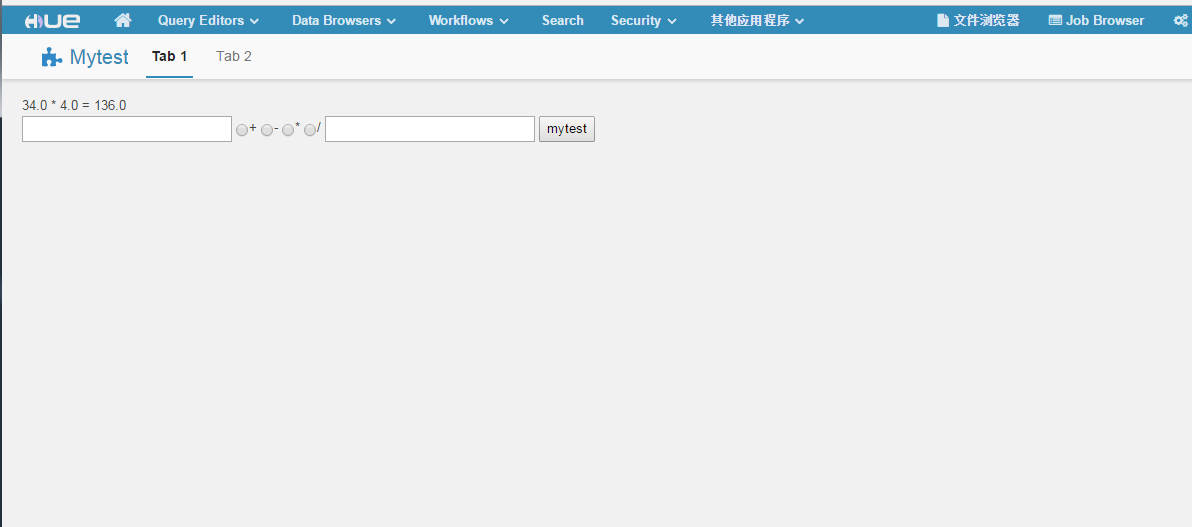 HUE Query Editors Data Browsers Workflows Search Security 其他应用程序 文件浏览器 Job Browser
Mytest Tab 1 Tab 2
34.0 * 4.0 = 136.0
+ - * / mytest